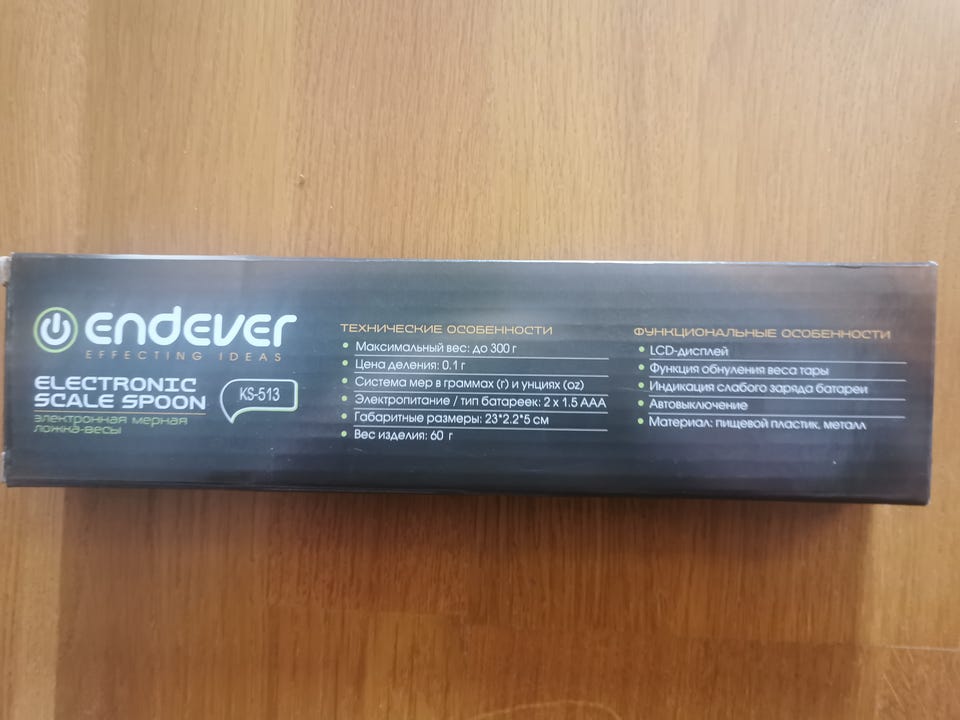 endever
EFFECTING IDEAS
ELECTRONIC
SCALE SPOON
KS-513
электронная мерная
ложка-весы
ТЕХНИЧЕСКИЕ ОСОБЕННОСТИ
• Максимальный вес: до 300 г
• Цена деления: 0.1 г
• Система мер в граммах (г) и унциях (oz)
• Электропитание / тип батареек: 2 x 1.5 AAA
• Габаритные размеры: 23*2.2*5 см
• Вес изделия: 60 г
ФУНКЦИОНАЛЬНЫЕ ОСОБЕННОСТИ
• LCD-дисплей
• Функция обнуления веса тары
• Индикация слабого заряда батареи
• Автовыключение
• Материал: пищевой пластик, металл